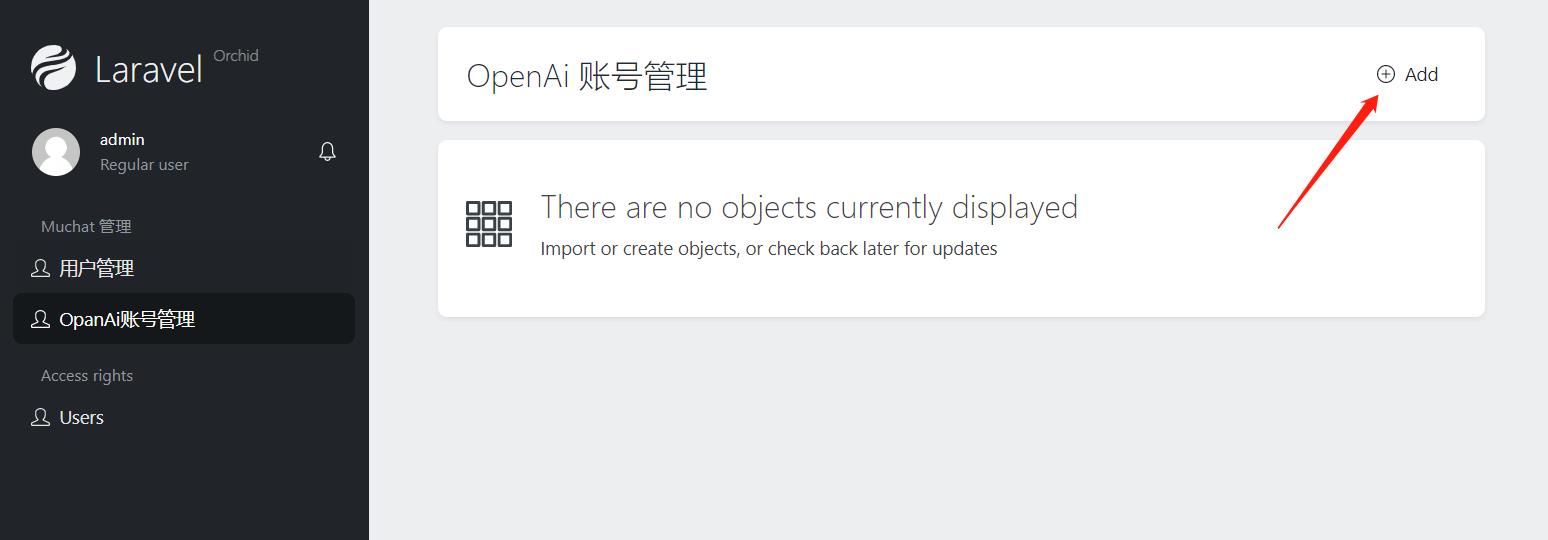 Laravel Orchid
admin
Regular user
Muchat 管理
用户管理
OpanAi账号管理
Access rights
Users
OpenAi 账号管理
Add
There are no objects currently displayed
Import or create objects, or check back later for updates